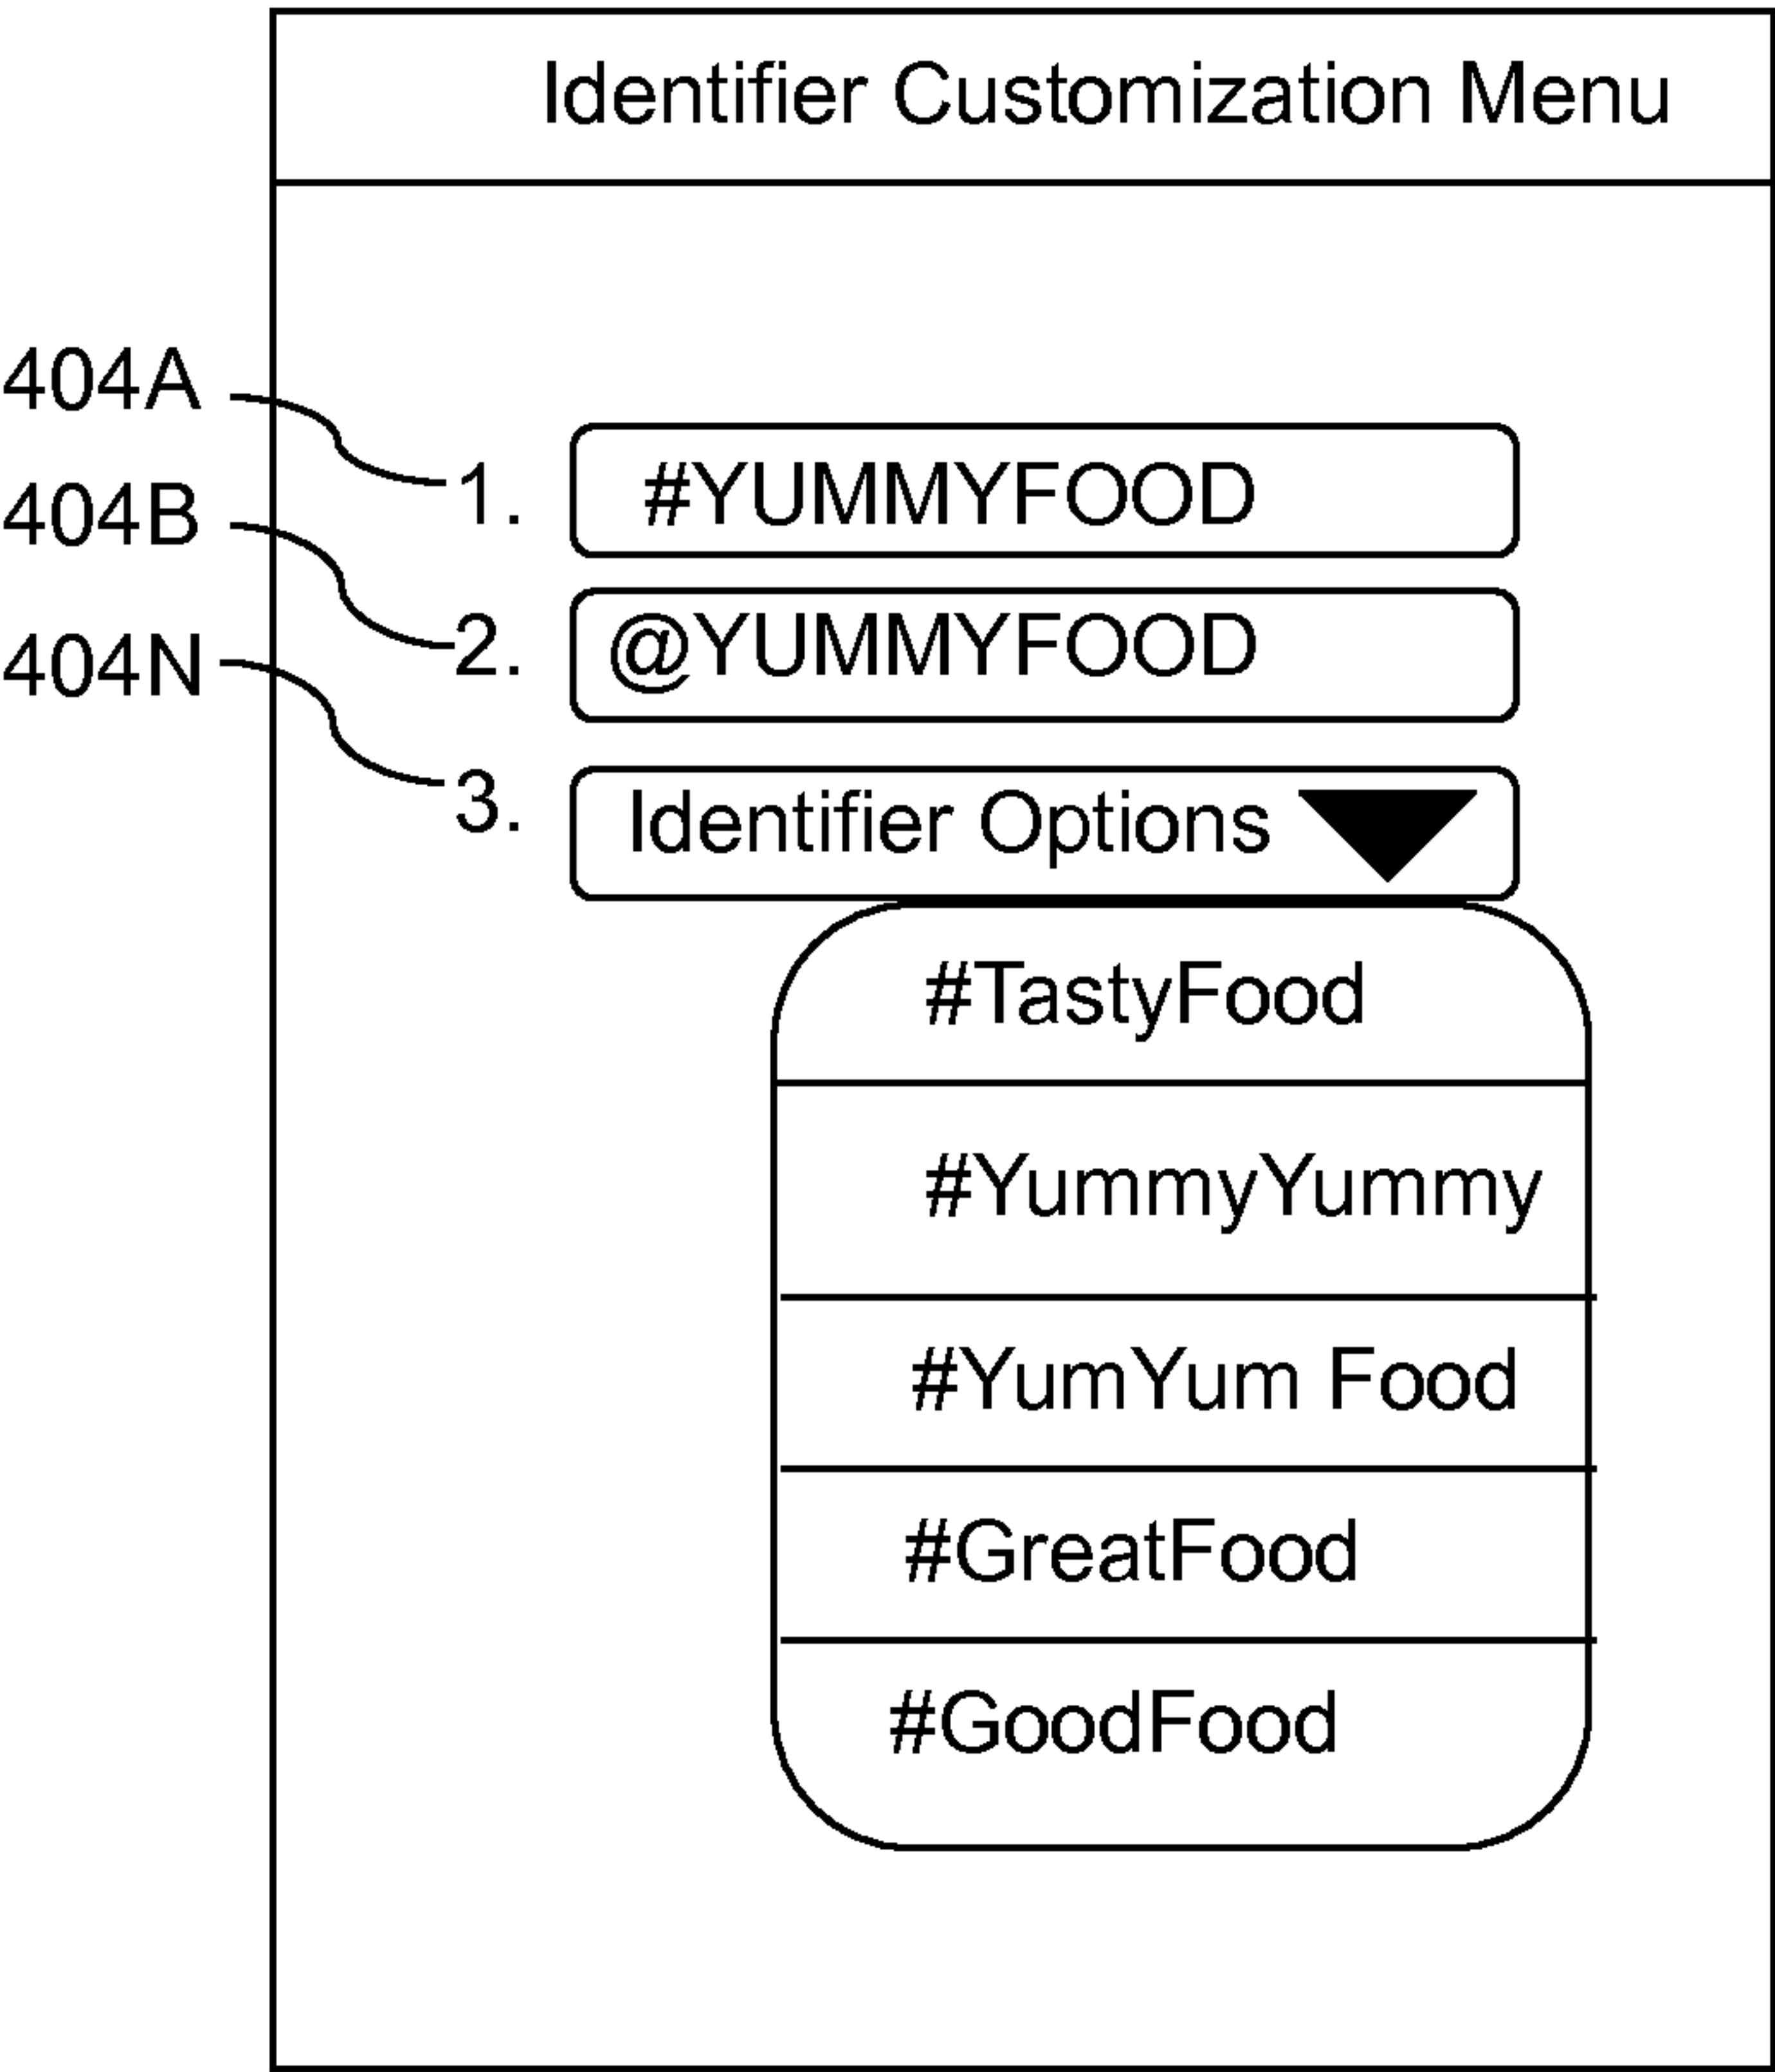 Identifier Customization Menu
404A
1. #YUMMYFOOD
404B
2. @YUMMYFOOD
404N
3. Identifier Options
#TastyFood
#YummyYummy
#YumYum Food
#GreatFood
#GoodFood